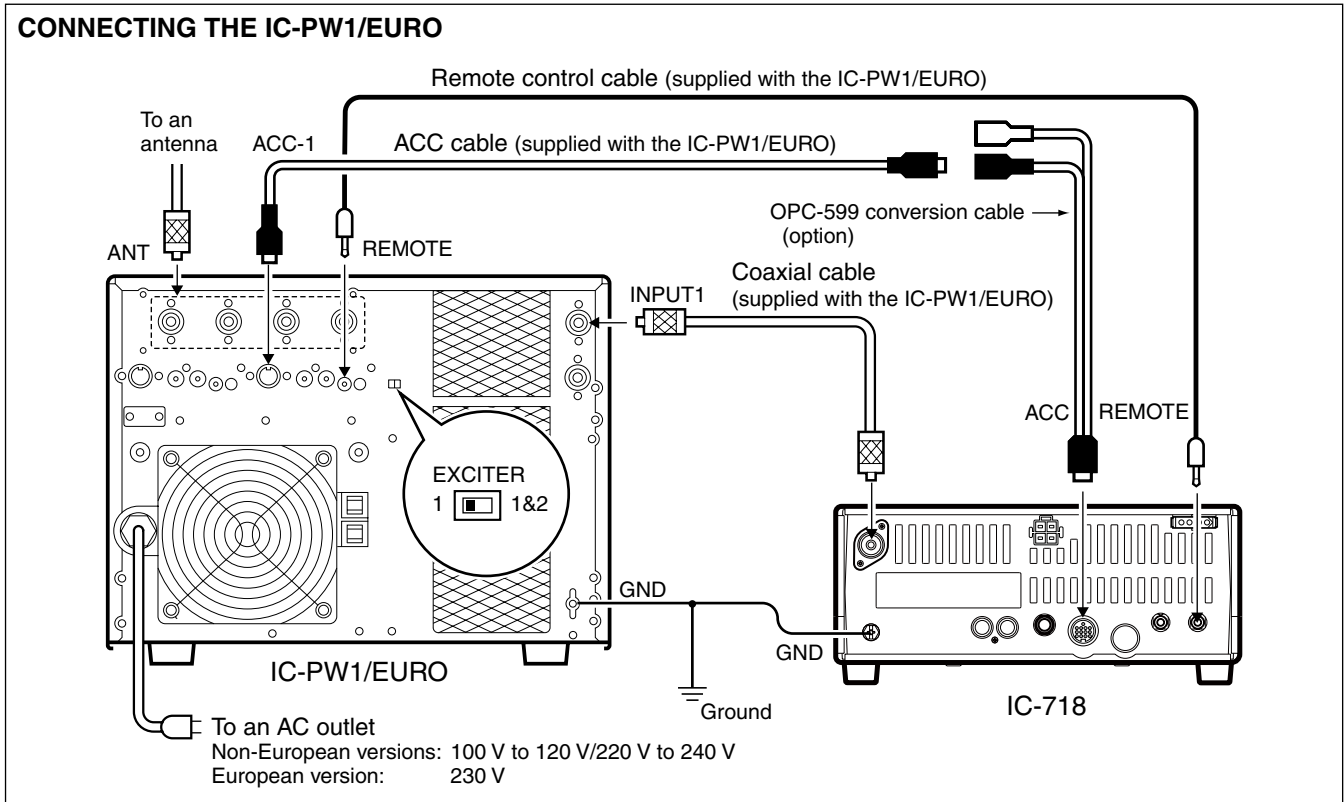 CONNECTING THE IC-PW1/EURO
Remote control cable (supplied with the IC-PW1/EURO)
To an
antenna
ACC-1
ACC cable (supplied with the IC-PW1/EURO)
OPC-599 conversion cable
(option)
ANT
REMOTE
Coaxial cable
(supplied with the IC-PW1/EURO)
INPUT1
ACC
REMOTE
EXCITER
1
1&2
GND
GND
IC-PW1/EURO
Ground
IC-718
To an AC outlet
Non-European versions: 100 V to 120 V/220 V to 240 V
European version: 230 V